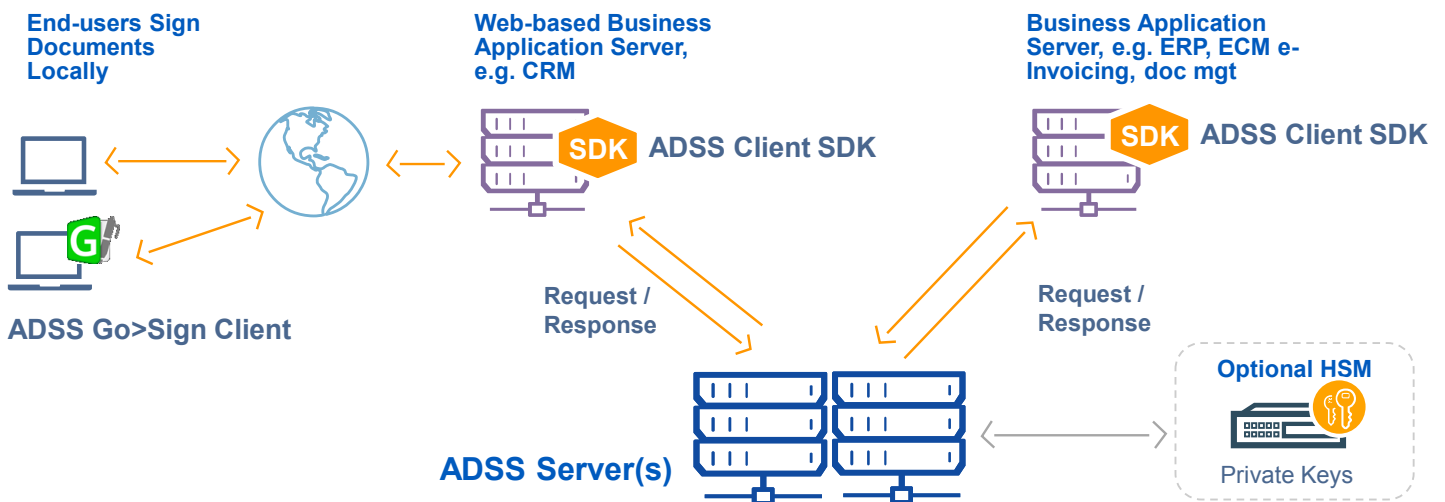 End-users Sign
Documents
Locally
Web-based Business
Application Server,
e.g. CRM
Business Application
Server, e.g. ERP, ECM e-
Invoicing, doc mgt
SDK
ADSS Client SDK
SDK
ADSS Client SDK
G
ADSS Go>Sign Client
Request /
Response
Request /
Response
Optional HSM
Private Keys
ADSS Server(s)